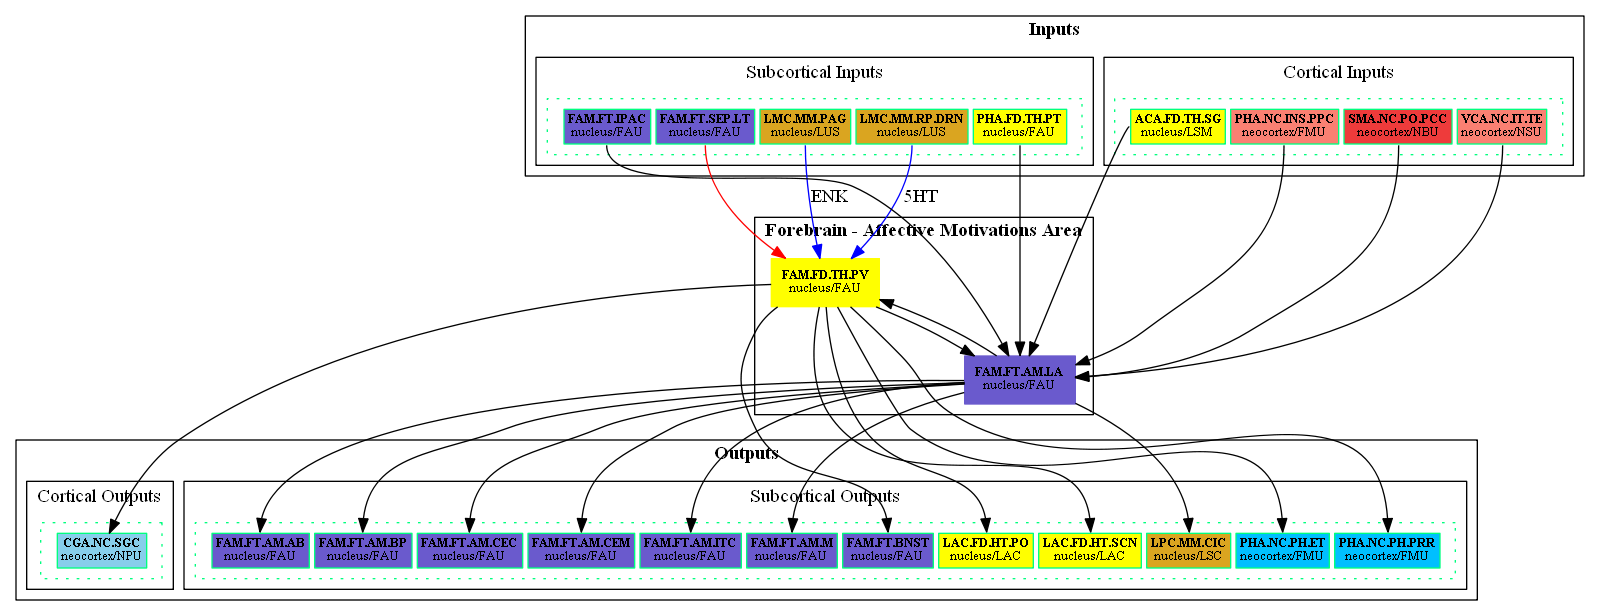 Inputs
Subcortical Inputs
Cortical Inputs
FAM.FT.IPAC
nucleus/FAU
FAM.FT.SEP.LT
nucleus/FAU
LMC.MM.PAG
nucleus/LUS
LMC.MM.RP.DRN
nucleus/LUS
PHA.FD.TH.PT
nucleus/FAU
ACA.FD.TH.SG
nucleus/LSM
PHA.NC.INS.PPC
neocortex/FMU
SMA.NC.PO.PCC
neocortex/NBU
VCA.NC.IT.TE
neocortex/NSU
ENK
5HT
Forebrain - Affective Motivations Area
FAM.FD.TH.PV
nucleus/FAU
FAM.FT.AM.LA
nucleus/FAU
Outputs
Cortical Outputs
Subcortical Outputs
CGA.NC.SGC
neocortex/NPU
FAM.FT.AM.AB
nucleus/FAU
FAM.FT.AM.BP
nucleus/FAU
FAM.FT.AM.CEC
nucleus/FAU
FAM.FT.AM.CEM
nucleus/FAU
FAM.FT.AM.ITC
nucleus/FAU
FAM.FT.AM.M
nucleus/FAU
FAM.FT.BNST
nucleus/FAU
LAC.FD.HT.PO
nucleus/LAC
LAC.FD.HT.SCN
nucleus/LAC
LPC.MM.CIC
nucleus/LSC
PHA.NC.PH.ET
neocortex/FMU
PHA.NC.PH.PRR
neocortex/FMU